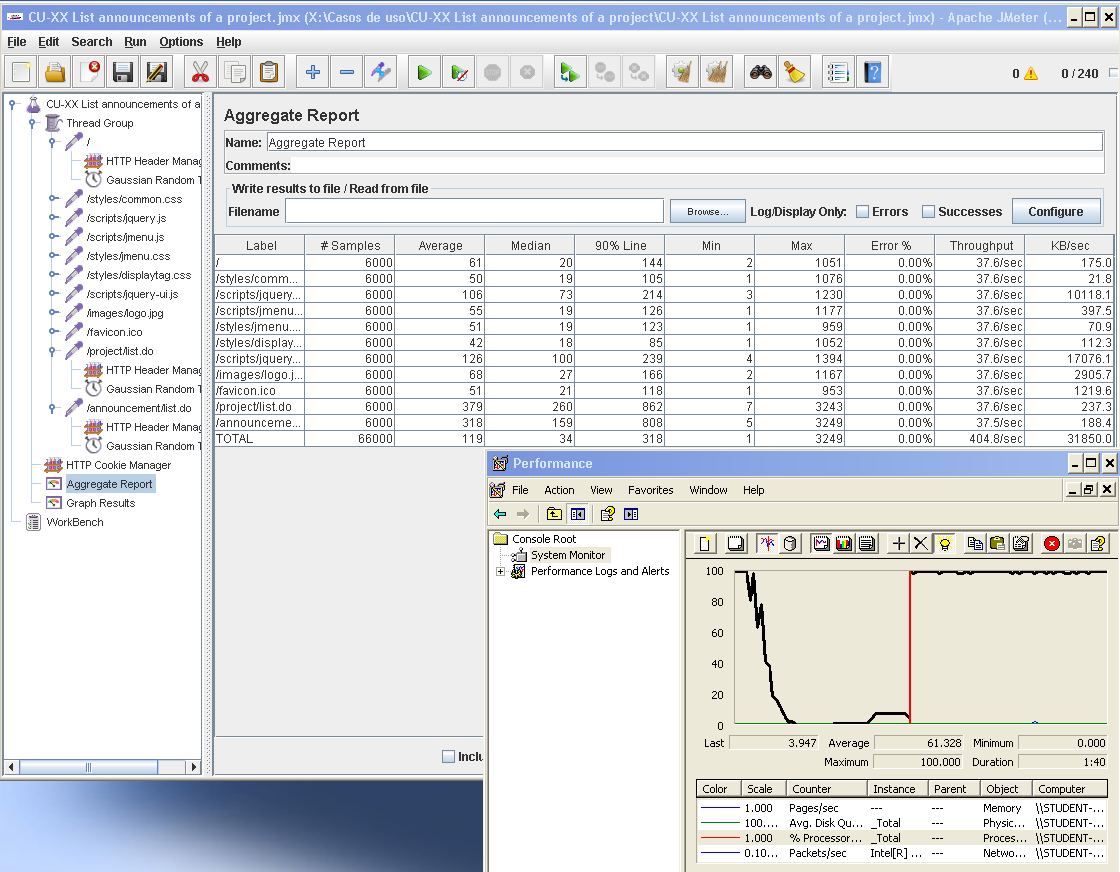 CU-XX List announcements of a project.jmx (X:\Casos de uso\CU-XX List announcements of a project\CU-XX List announcements of a project.jmx) - Apache JMeter (...
File Edit Search Run Options Help
0 0 / 240
CU-XX List announcements of a
Thread Group
/
HTTP Header Manag
Gaussian Random T
/styles/common.css
/scripts/jquery.js
/scripts/jmenu.js
/styles/jmenu.css
/styles/displaytag.css
/scripts/jquery-ui.js
/images/logo.jpg
/favicon.ico
/project/list.do
HTTP Header Manag
Gaussian Random T
/announcement/list.do
HTTP Header Manag
Gaussian Random T
HTTP Cookie Manager
Aggregate Report
Graph Results
WorkBench
Aggregate Report
Name: Aggregate Report
Comments:
Write results to file / Read from file
Filename Browse... Log/Display Only: Errors Successes Configure
Label # Samples Average Median 90% Line Min Max Error % Throughput KB/sec
/ 6000 61 20 144 2 1051 0.00% 37.6/sec 175.0
/styles/comm... 6000 50 19 105 1 1076 0.00% 37.6/sec 21.8
/scripts/jquery... 6000 106 73 214 3 1230 0.00% 37.6/sec 10118.1
/scripts/jmenu... 6000 55 19 126 1 1177 0.00% 37.6/sec 397.5
/styles/jmenu.... 6000 51 19 123 1 959 0.00% 37.6/sec 70.9
/styles/display... 6000 42 18 85 1 1052 0.00% 37.6/sec 112.3
/scripts/jquery... 6000 126 100 239 4 1394 0.00% 37.6/sec 17076.1
/images/logo.j... 6000 68 27 166 2 1167 0.00% 37.6/sec 2905.7
/favicon.ico 6000 51 21 118 1 953 0.00% 37.6/sec 1219.6
/project/list.do 6000 379 260 862 7 3243 0.00% 37.6/sec 237.3
/announceme... 6000 318 159 808 5 3249 0.00% 37.5/sec 188.4
TOTAL 66000 119 34 318 1 3249 0.00% 404.8/sec 31850.0
Inclu
Performance
File Action View Favorites Window Help
Console Root
System Monitor
Performance Logs and Alerts
100
80
60
40
20
0
Last 3.947 Average 61.328 Minimum 0.000
Maximum 100.000 Duration 1:40
Color Scale Counter Instance Parent Object Computer
1.000 Pages/sec --- --- Memory \\STUDENT-...
100.... Avg. Disk Qu... _Total --- Physic... \\STUDENT-...
1.000 % Processor... _Total --- Proces... \\STUDENT-...
0.10... Packets/sec Intel[R] ... --- Netwo... \\STUDENT-...